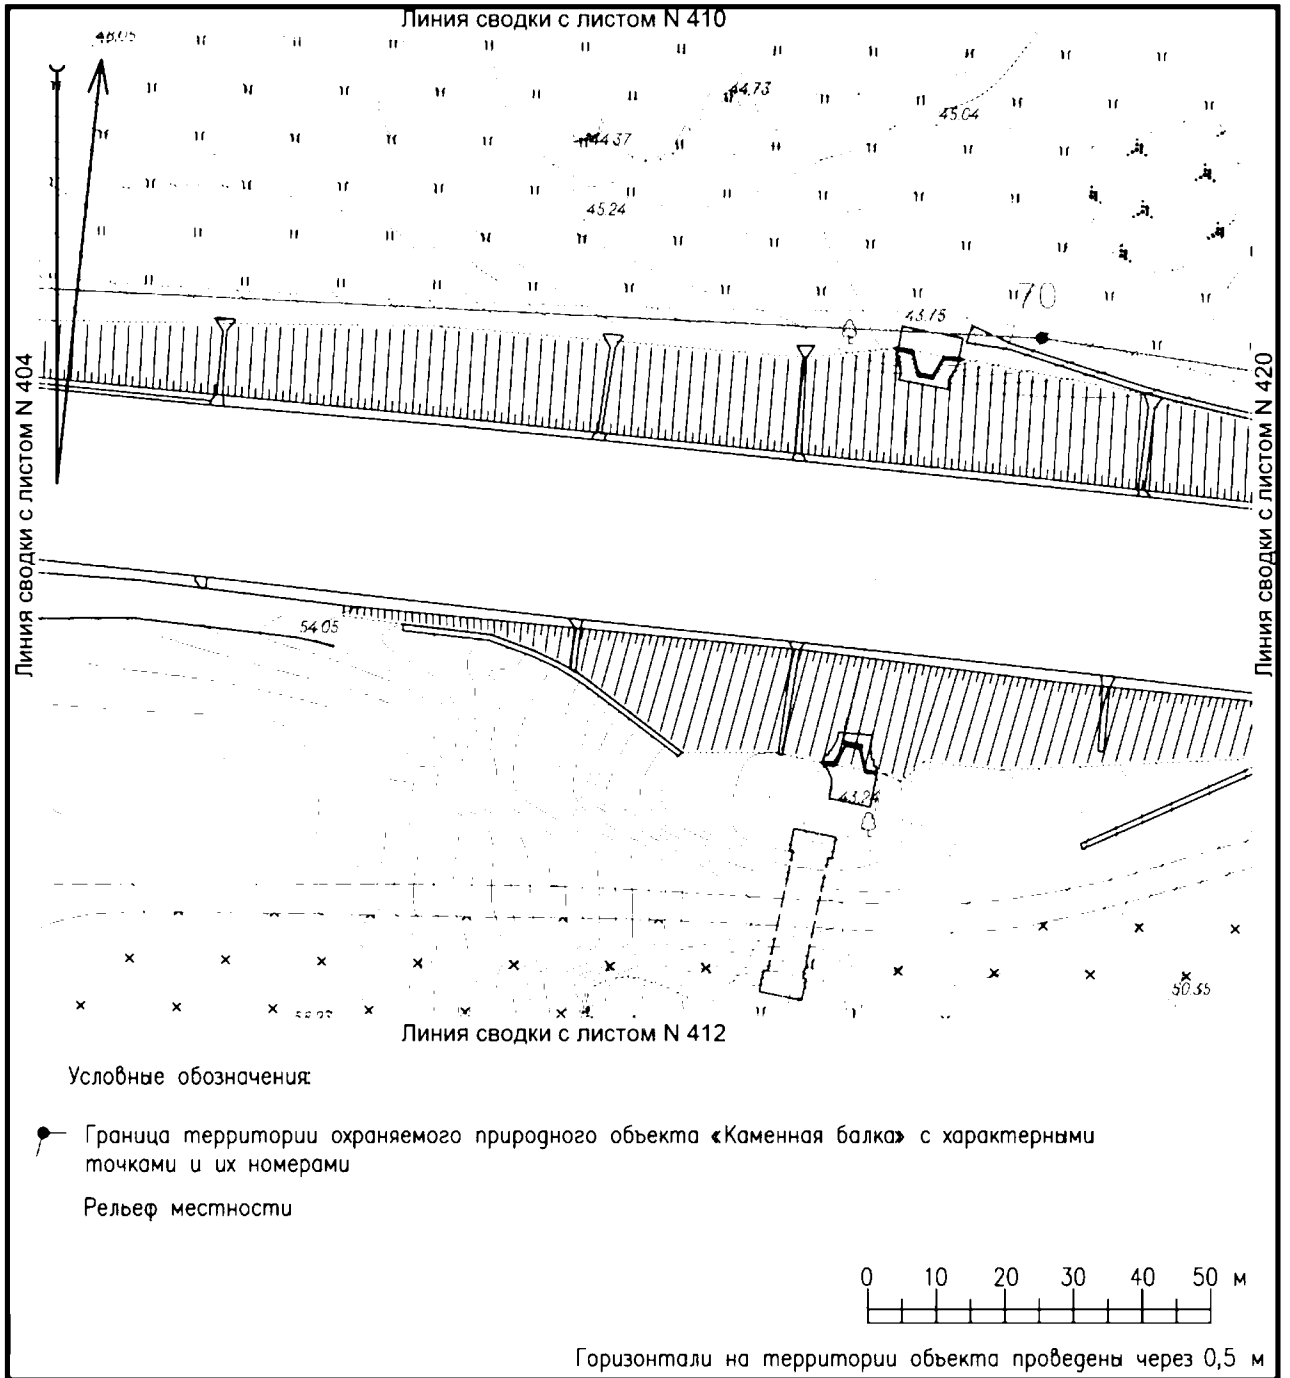 Линия сводки с листом N 410
48.05
44.73
45.04
44.37
45.24
70
43.75
Линия сводки с листом N 404
Линия сводки с листом N 420
54.05
43.24
50.35
Линия сводки с листом N 412
Условные обозначения:
Граница территории охраняемого природного объекта «Каменная балка» с характерными
точками и их номерами
Рельеф местности
0 10 20 30 40 50 м
Горизонтали на территории объекта проведены через 0,5 м